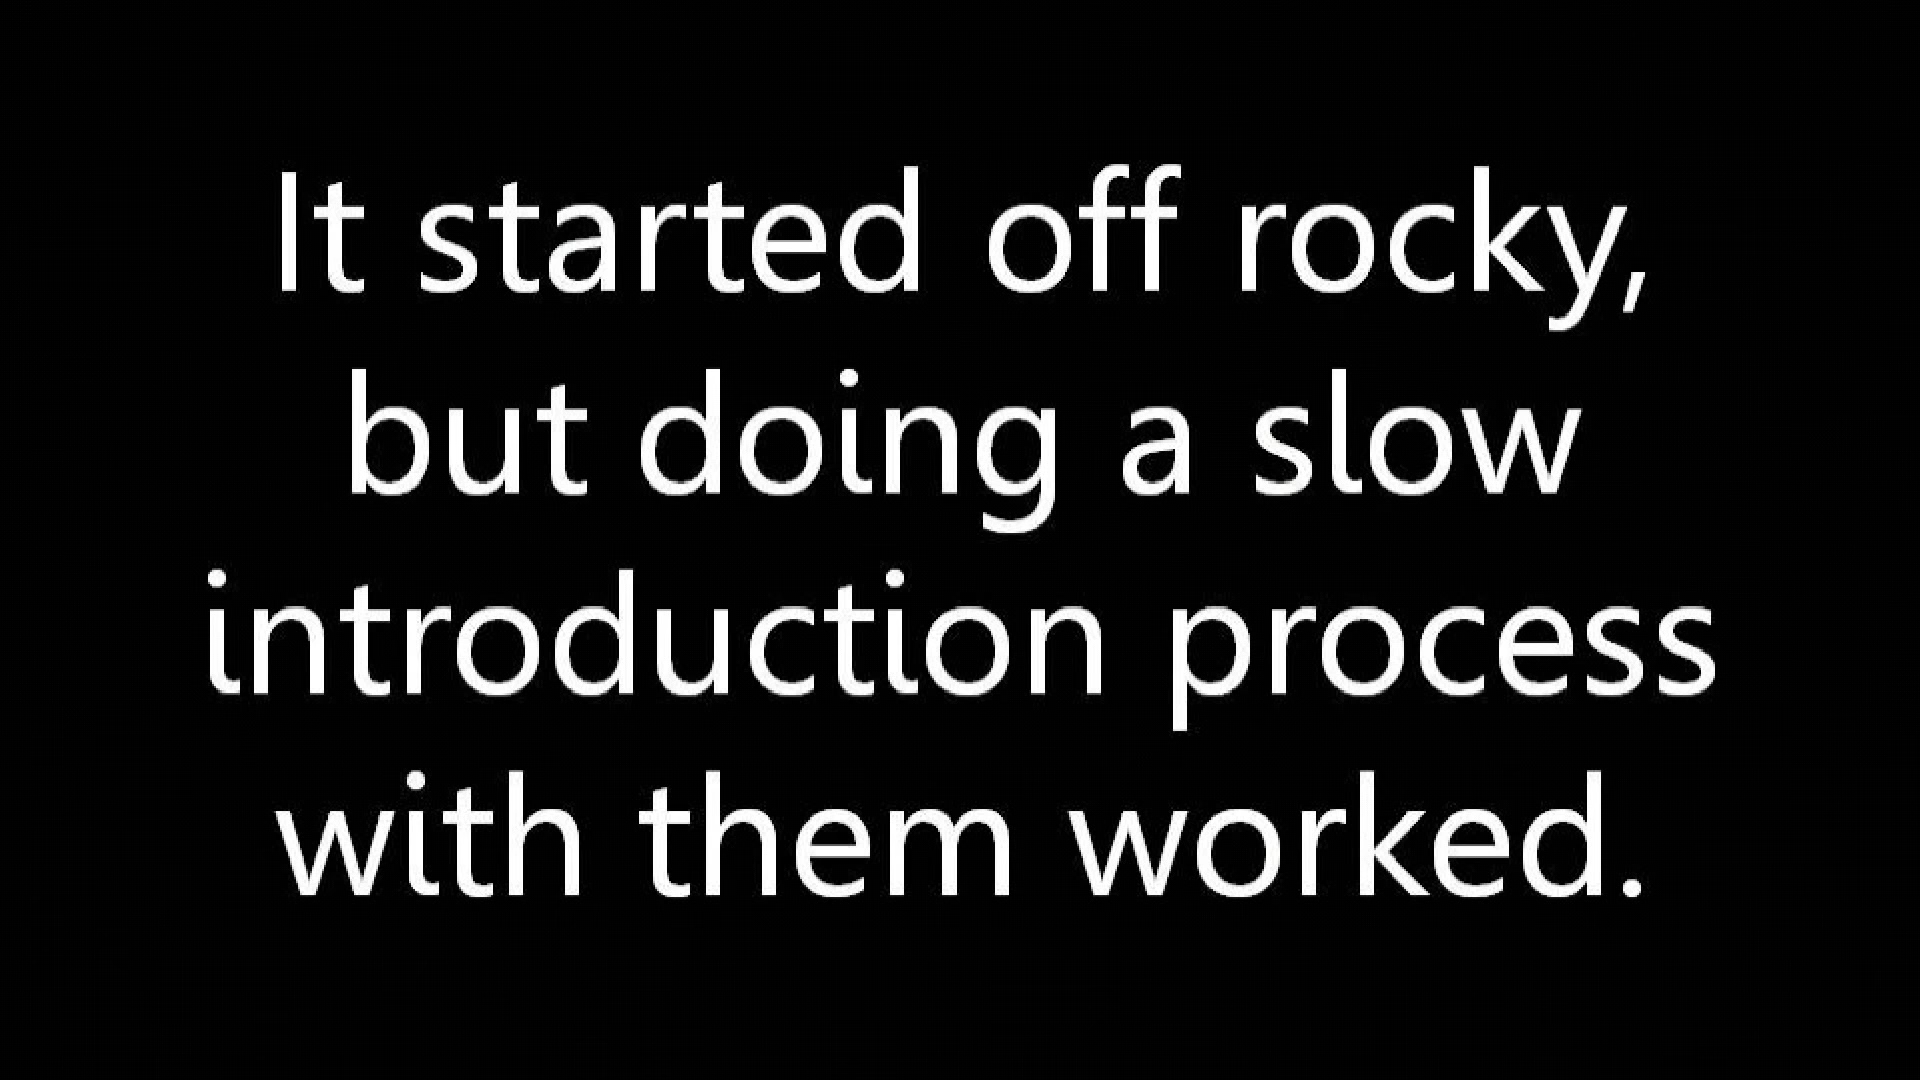 It started off rocky,
but doing a slow
introduction process
with them worked.